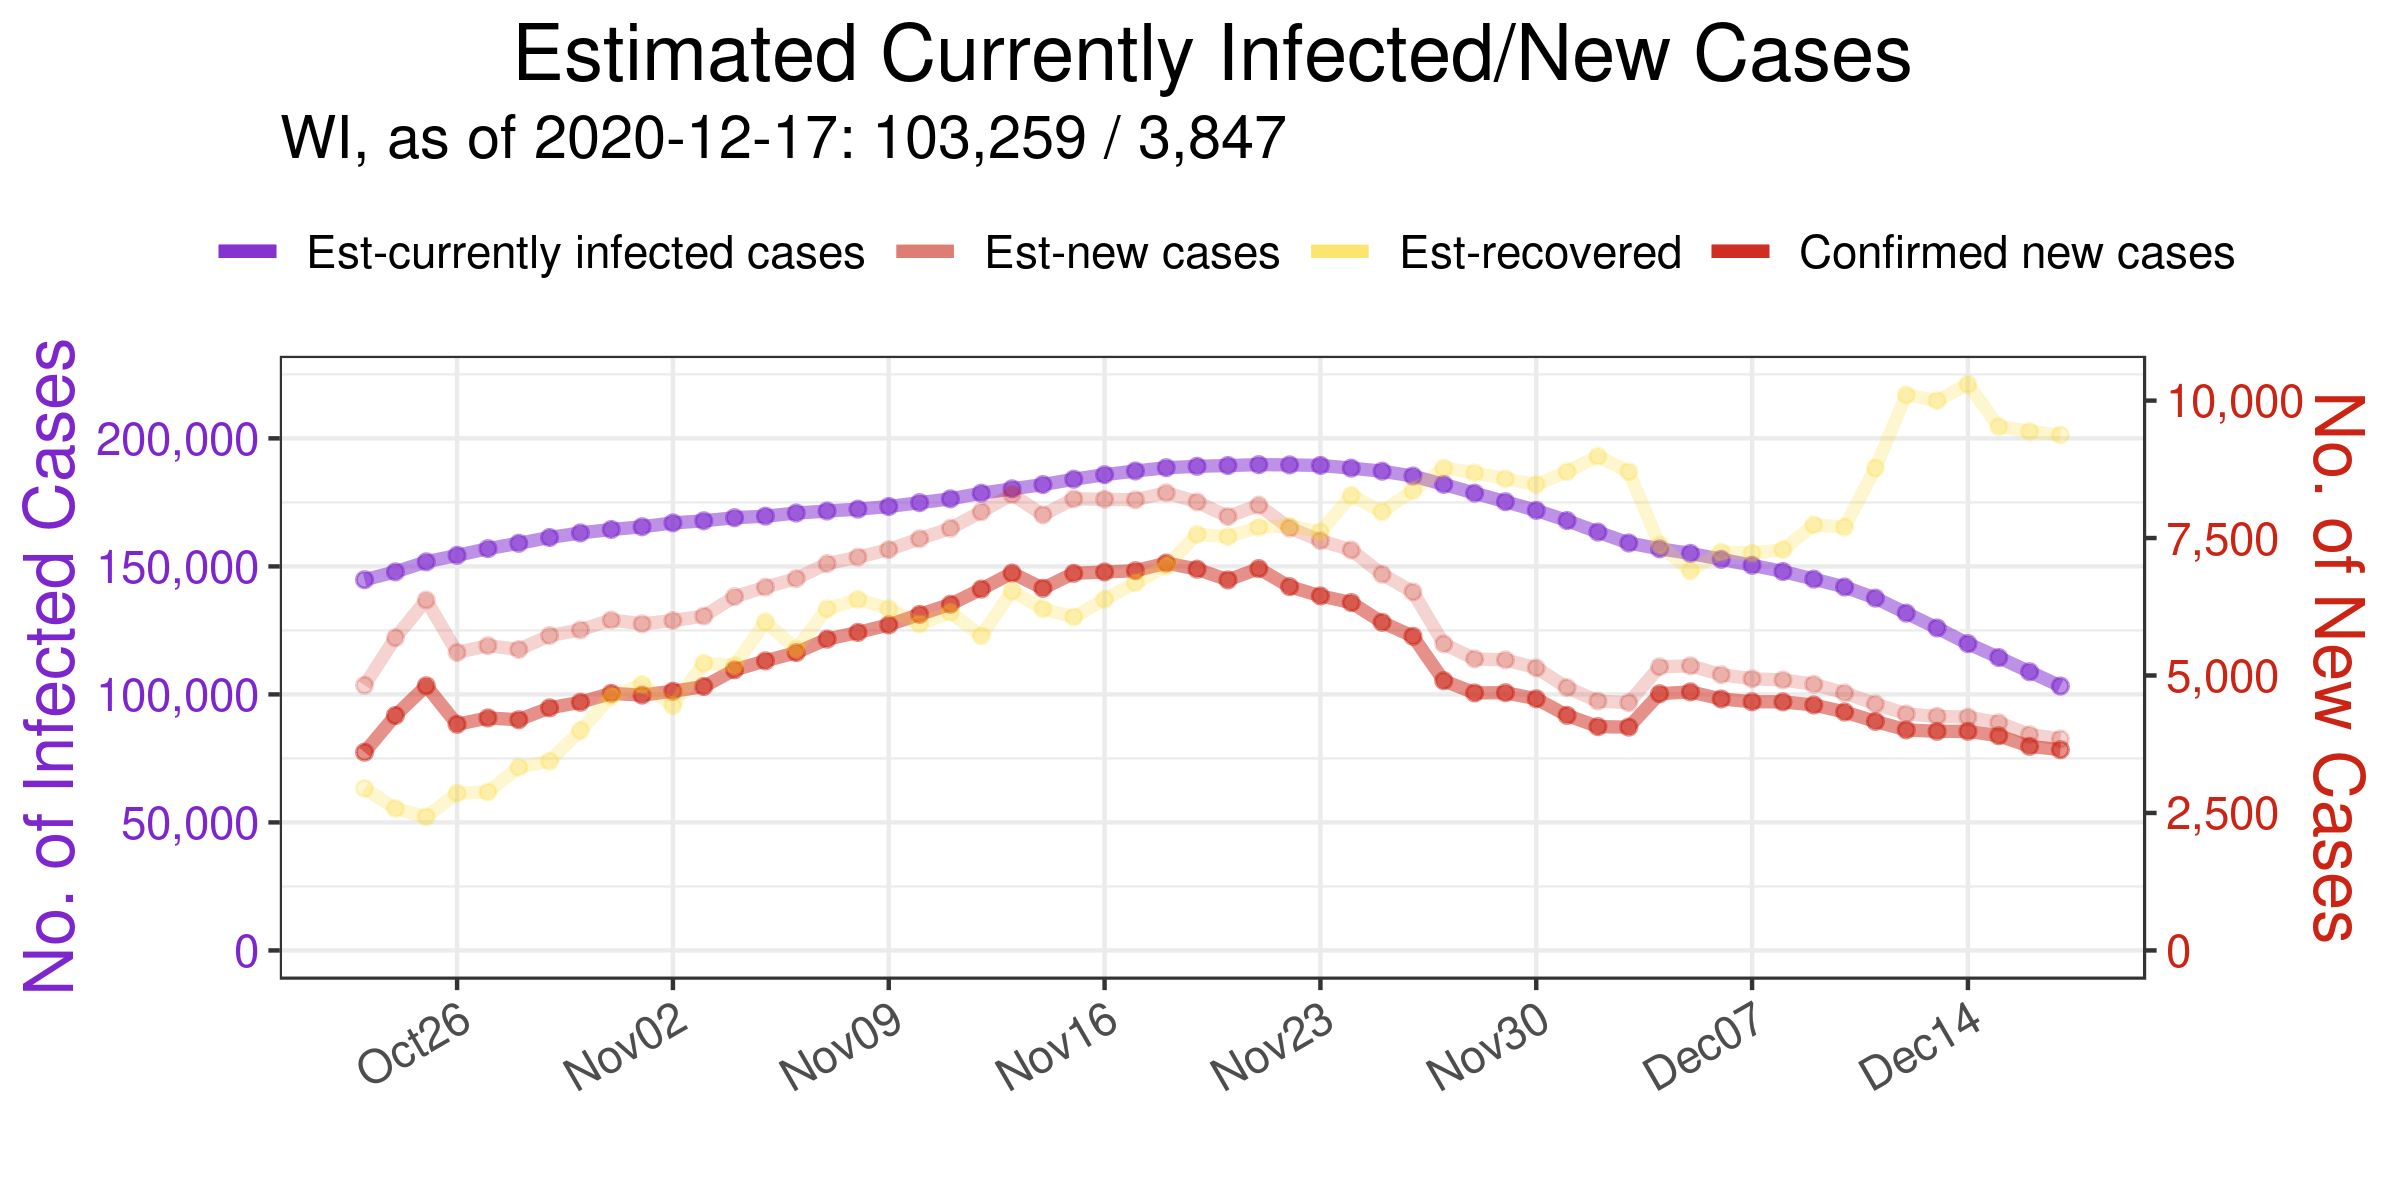 Estimated Currently Infected/New Cases
WI, as of 2020-12-17: 103,259 / 3,847
Est-currently infected cases
Est-new cases
Est-recovered
Confirmed new cases
No. of Infected Cases
200,000
150,000
100,000
50,000
0
10,000
7,500
5,000
2,500
0
No. of New Cases
Oct26
Nov02
Nov09
Nov16
Nov23
Nov30
Dec07
Dec14